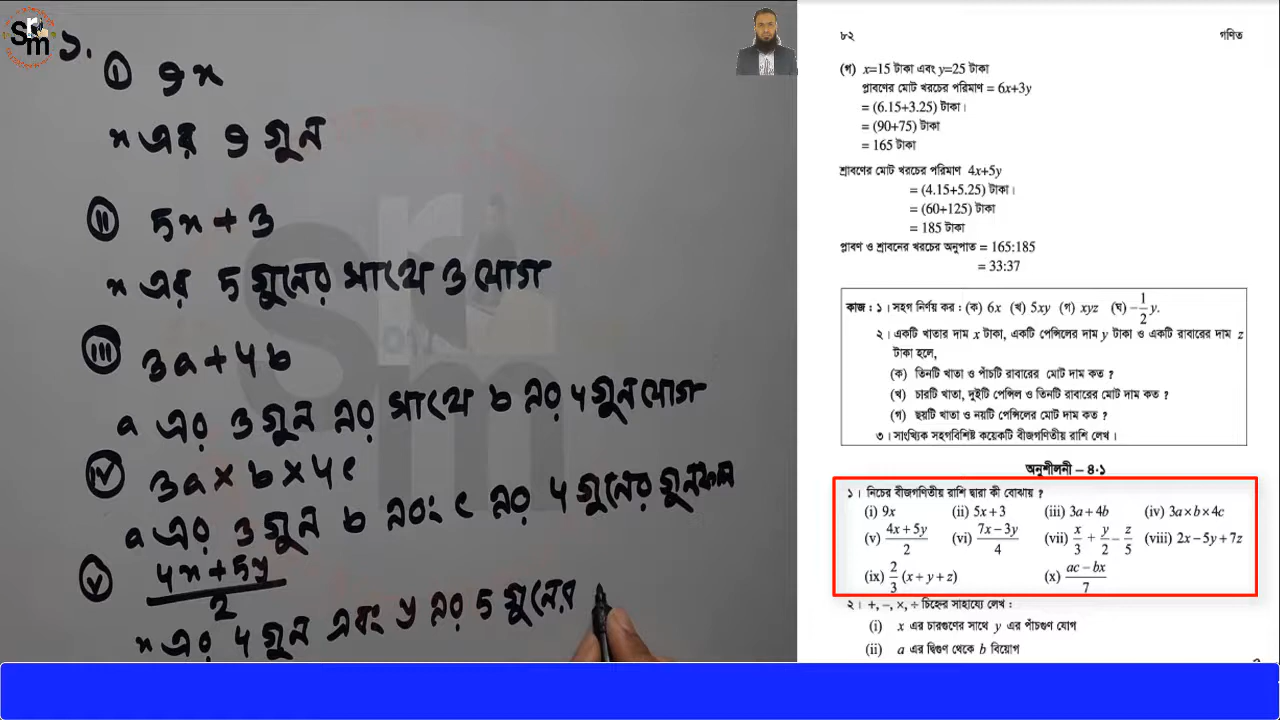 srm
১.
(i) 9x
x এর 9 গুন
(ii) 5x + 3
x এর 5 গুনের সাথে 3 যোগ
(iii) 3a + 4b
a এর 3 গুন এর সাথে b এর 4 গুন যোগ
(iv) 3a × b × 4c
a এর 3 গুন b এবং c এর 4 গুনের গুনফল
(v) 4x + 5y / 2
x এর 4 গুন এবং y এর 5 গুনের
৮২
গণিত
(গ) x=15 টাকা এবং y=25 টাকা
প্লাবণের মোট খরচের পরিমাণ = 6x+3y
= (6.15+3.25) টাকা।
= (90+75) টাকা
= 165 টাকা
শ্রাবণের মোট খরচের পরিমাণ 4x+5y
= (4.15+5.25) টাকা।
= (60+125) টাকা
= 185 টাকা
প্লাবণ ও শ্রাবনের খরচের অনুপাত = 165:185
= 33:37
কাজ : ১। সহগ নির্ণয় কর : (ক) 6x (খ) 5xy (গ) xyz (ঘ) −1/2 y.
২। একটি খাতার দাম x টাকা, একটি পেন্সিলের দাম y টাকা ও একটি রাবারের দাম z
টাকা হলে,
(ক) তিনটি খাতা ও পাঁচটি রাবারের মোট দাম কত ?
(খ) চারটি খাতা, দুইটি পেন্সিল ও তিনটি রাবারের মোট দাম কত ?
(গ) ছয়টি খাতা ও নয়টি পেন্সিলের মোট দাম কত ?
৩। সাংখ্যিক সহগবিশিষ্ট কয়েকটি বীজগণিতীয় রাশি লেখ।
অনুশীলনী – ৪·১
১। নিচের বীজগণিতীয় রাশি দ্বারা কী বোঝায় ?
(i) 9x (ii) 5x + 3 (iii) 3a + 4b (iv) 3a×b×4c
(v) 4x + 5y / 2 (vi) 7x − 3y / 4 (vii) x/3 + y/2 − z/5 (viii) 2x − 5y + 7z
(ix) 2/3 (x + y + z) (x) ac − bx / 7
২। +, −, ×, ÷ চিহ্নের সাহায্যে লেখ :
(i) x এর চারগুণের সাথে y এর পাঁচগুণ যোগ
(ii) a এর দ্বিগুণ থেকে b বিয়োগ